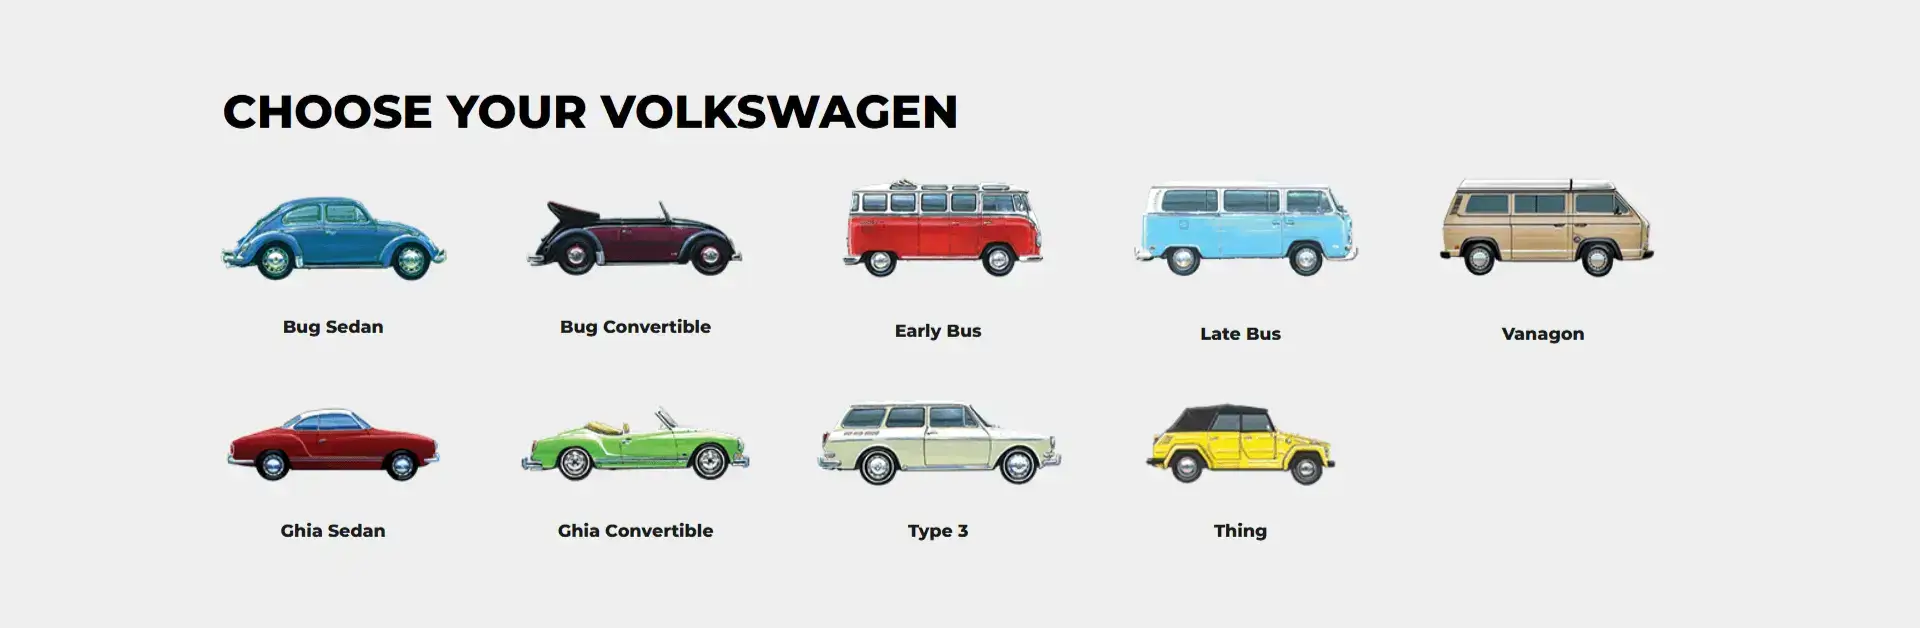 CHOOSE YOUR VOLKSWAGEN
Bug Sedan
Bug Convertible
Early Bus
Late Bus
Vanagon
Ghia Sedan
Ghia Convertible
Type 3
Thing